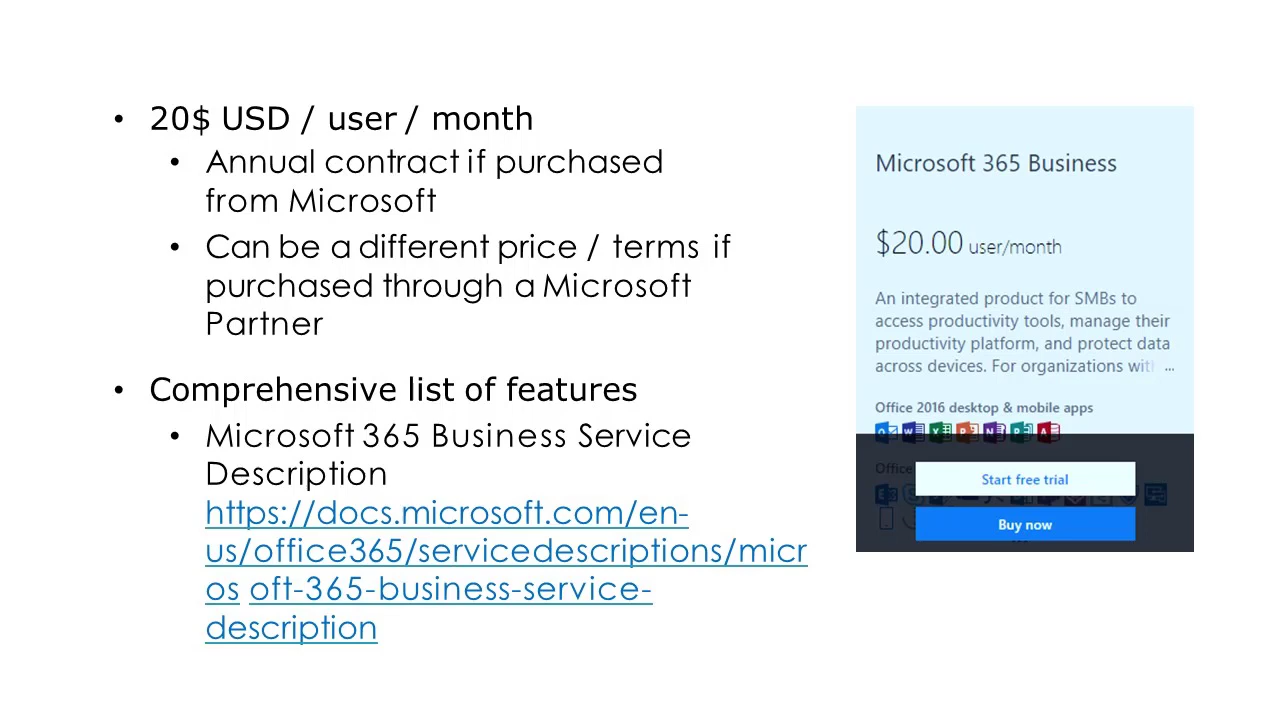 • 20$ USD / user / month
• Annual contract if purchased
from Microsoft
• Can be a different price / terms if
purchased through a Microsoft
Partner
• Comprehensive list of features
• Microsoft 365 Business Service
Description
https://docs.microsoft.com/en-
us/office365/servicedescriptions/micr
os oft-365-business-service-
description
Microsoft 365 Business
$20.00 user/month
An integrated product for SMBs to
access productivity tools, manage their
productivity platform, and protect data
across devices. For organizations with ...
Office 2016 desktop & mobile apps
Start free trial
Buy now